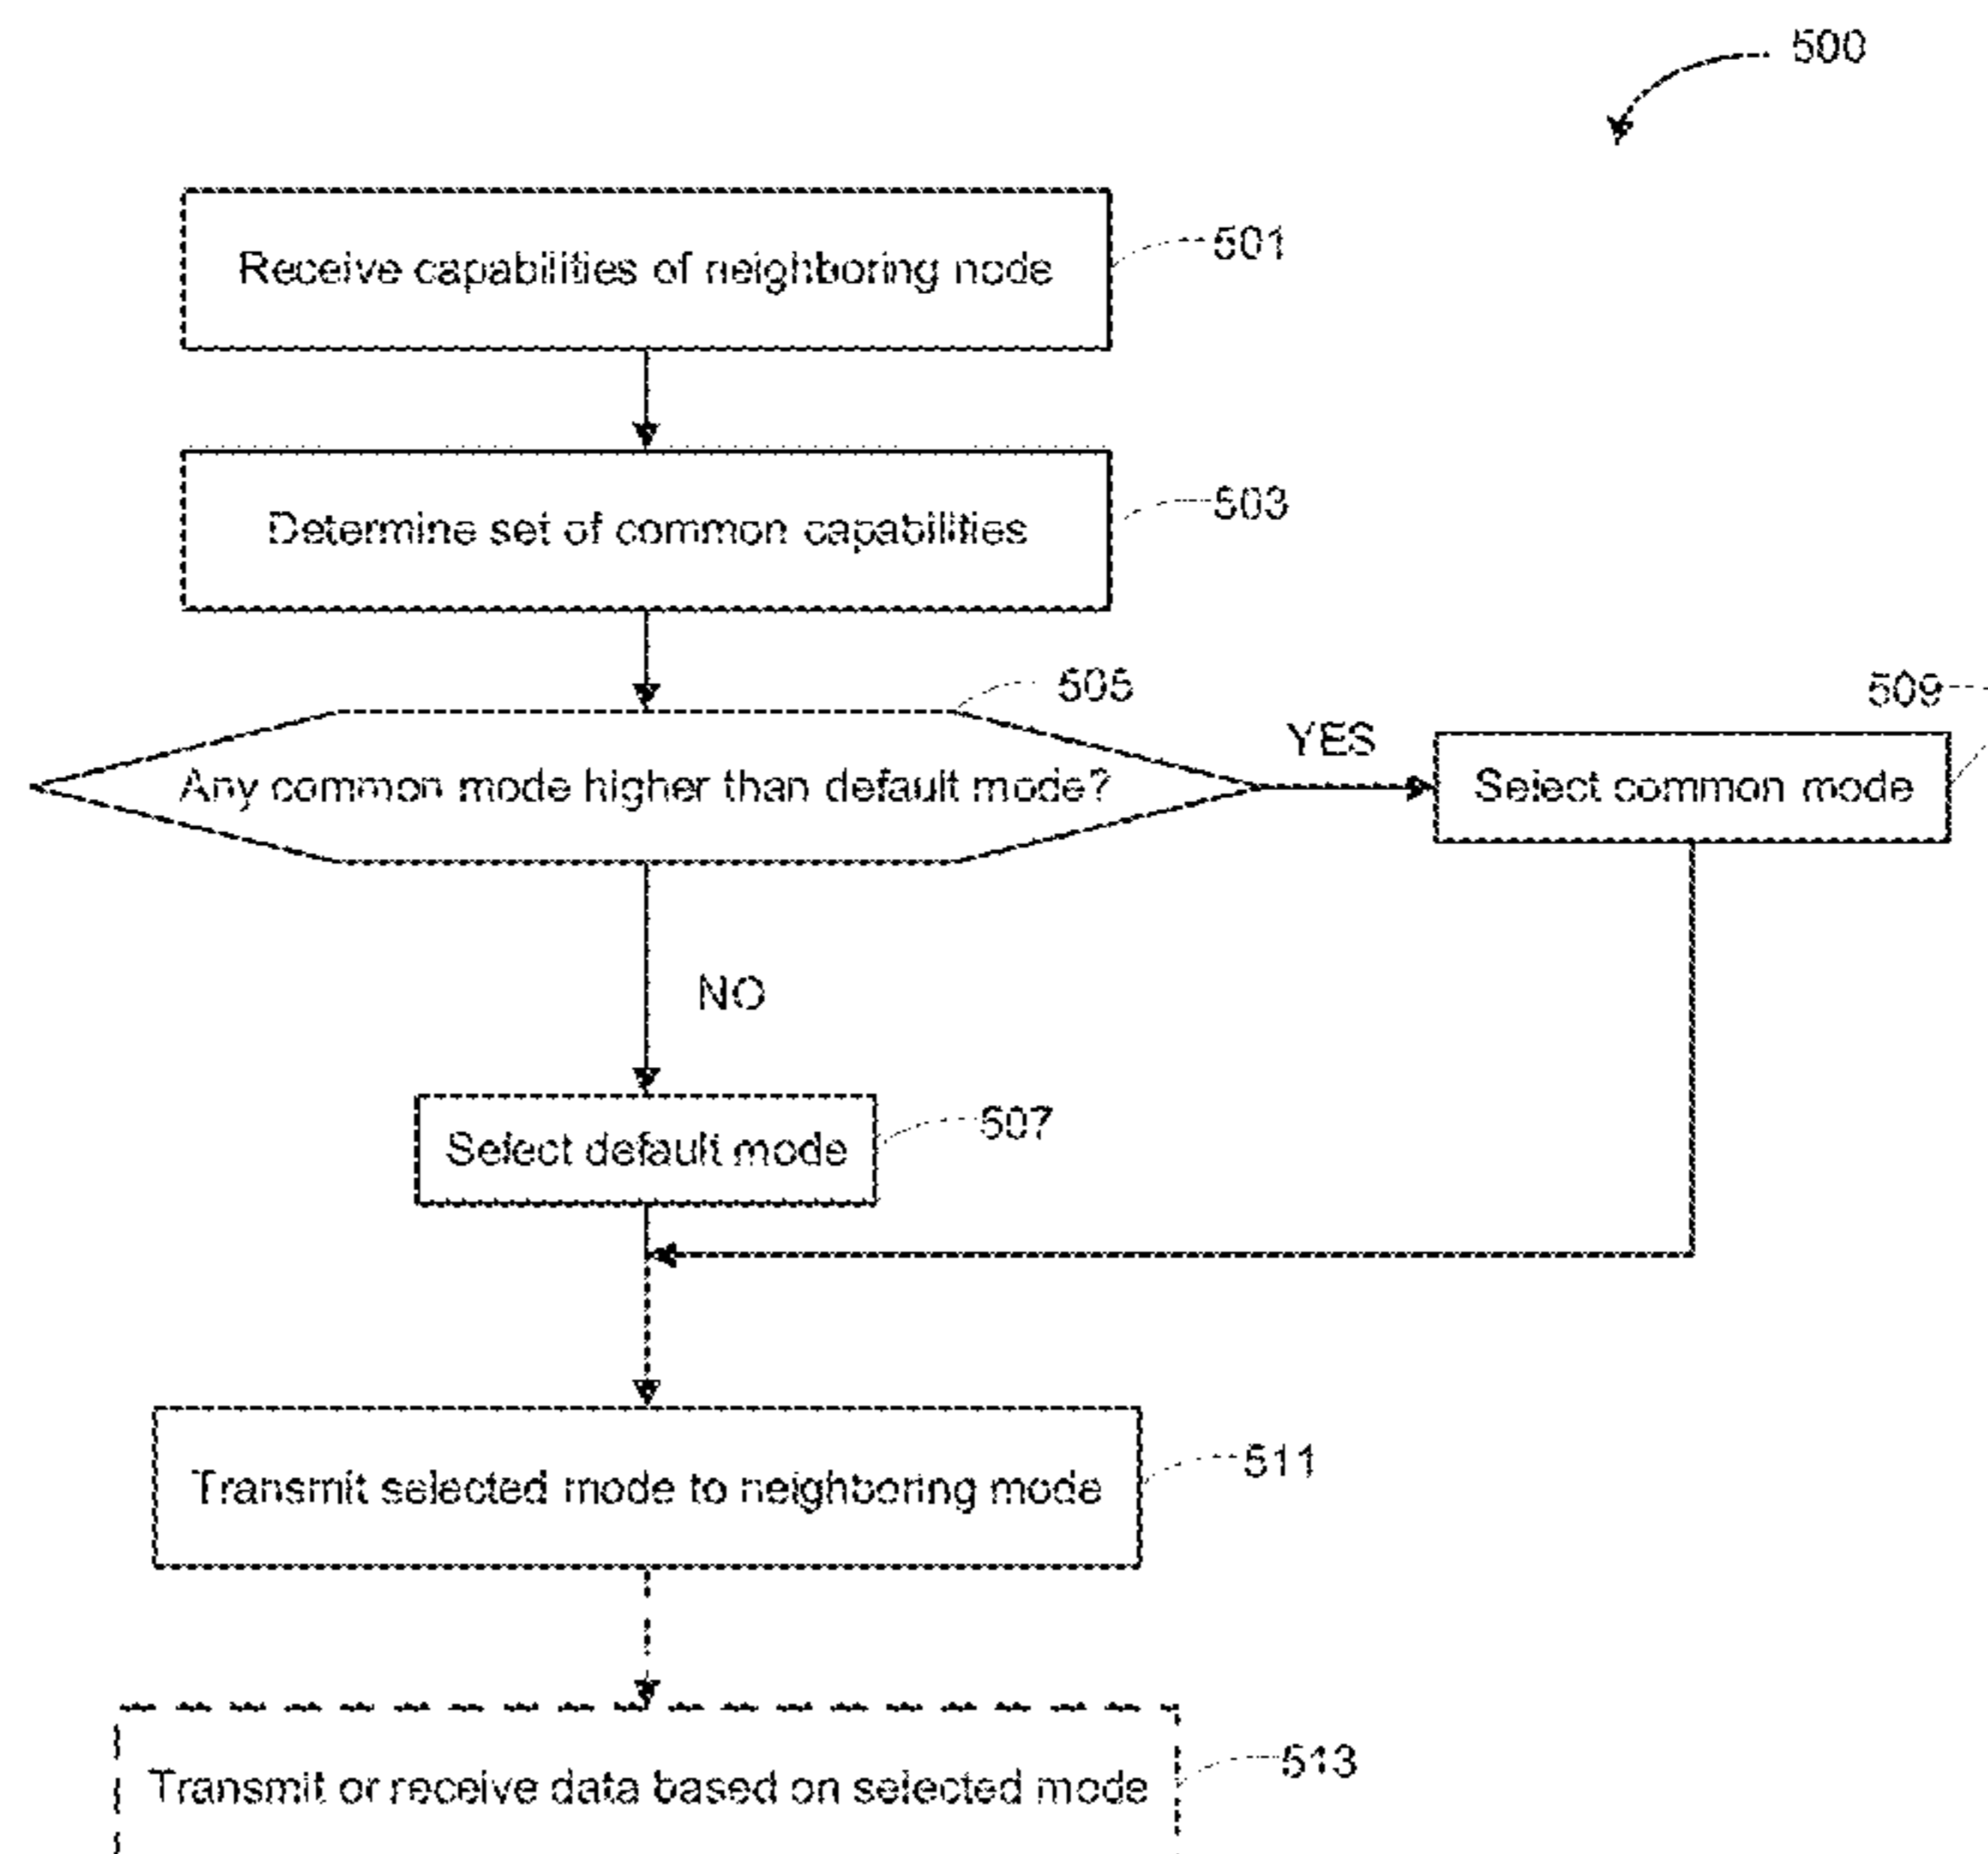 500
Receive capabilities of neighboring node
501
Determine set of common capabilities
503
505
Any common mode higher than default mode?
YES
509
Select common mode
NO
Select default mode
507
Transmit selected mode to neighboring mode
511
Transmit or receive data based on selected mode
513